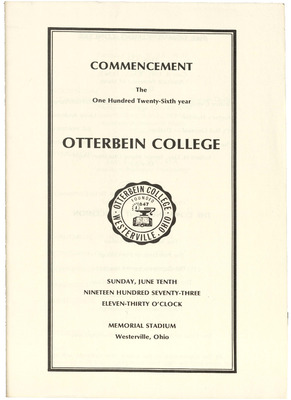 COMMENCEMENT
The
One Hundred Twenty-Sixth year
OTTERBEIN COLLEGE
OTTERBEIN COLLEGE
FOUNDED
1847
WESTERVILLE, OHIO
SUNDAY, JUNE TENTH
NINETEEN HUNDRED SEVENTY-THREE
ELEVEN-THIRTY O'CLOCK
MEMORIAL STADIUM
Westerville, Ohio